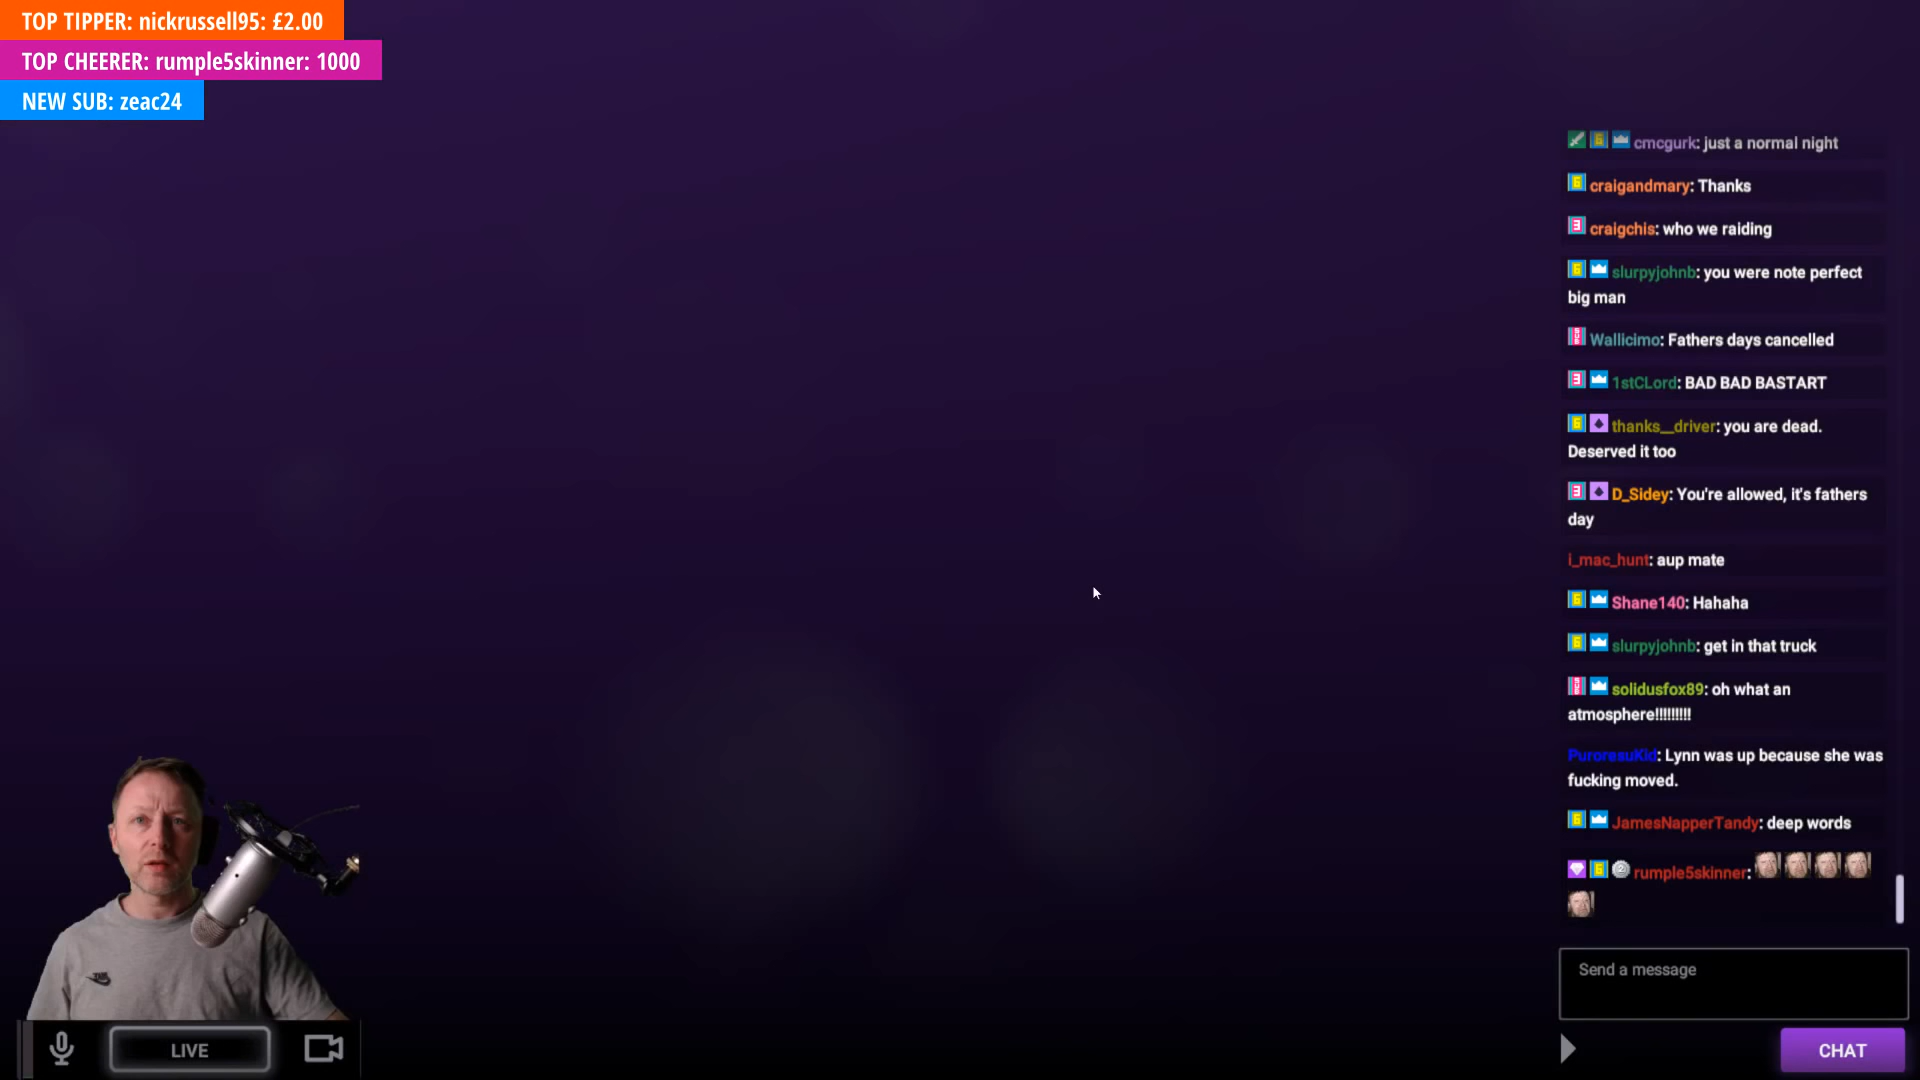 TOP TIPPER: nickrussell95: £2.00
TOP CHEERER: rumple5skinner: 1000
NEW SUB: zeac24
cmcgurk: just a normal night
craigandmary: Thanks
craigchis: who we raiding
slurpyjohnb: you were note perfect
big man
Wallicimo: Fathers days cancelled
1stCLord: BAD BAD BASTART
thanks__driver: you are dead.
Deserved it too
D_Sidey: You're allowed, it's fathers
day
i_mac_hunt: aup mate
Shane140: Hahaha
slurpyjohnb: get in that truck
solidusfox89: oh what an
atmosphere!!!!!!!!!
PuroresuKid: Lynn was up because she was
fucking moved.
JamesNapperTandy: deep words
rumple5skinner:
Send a message
LIVE
CHAT